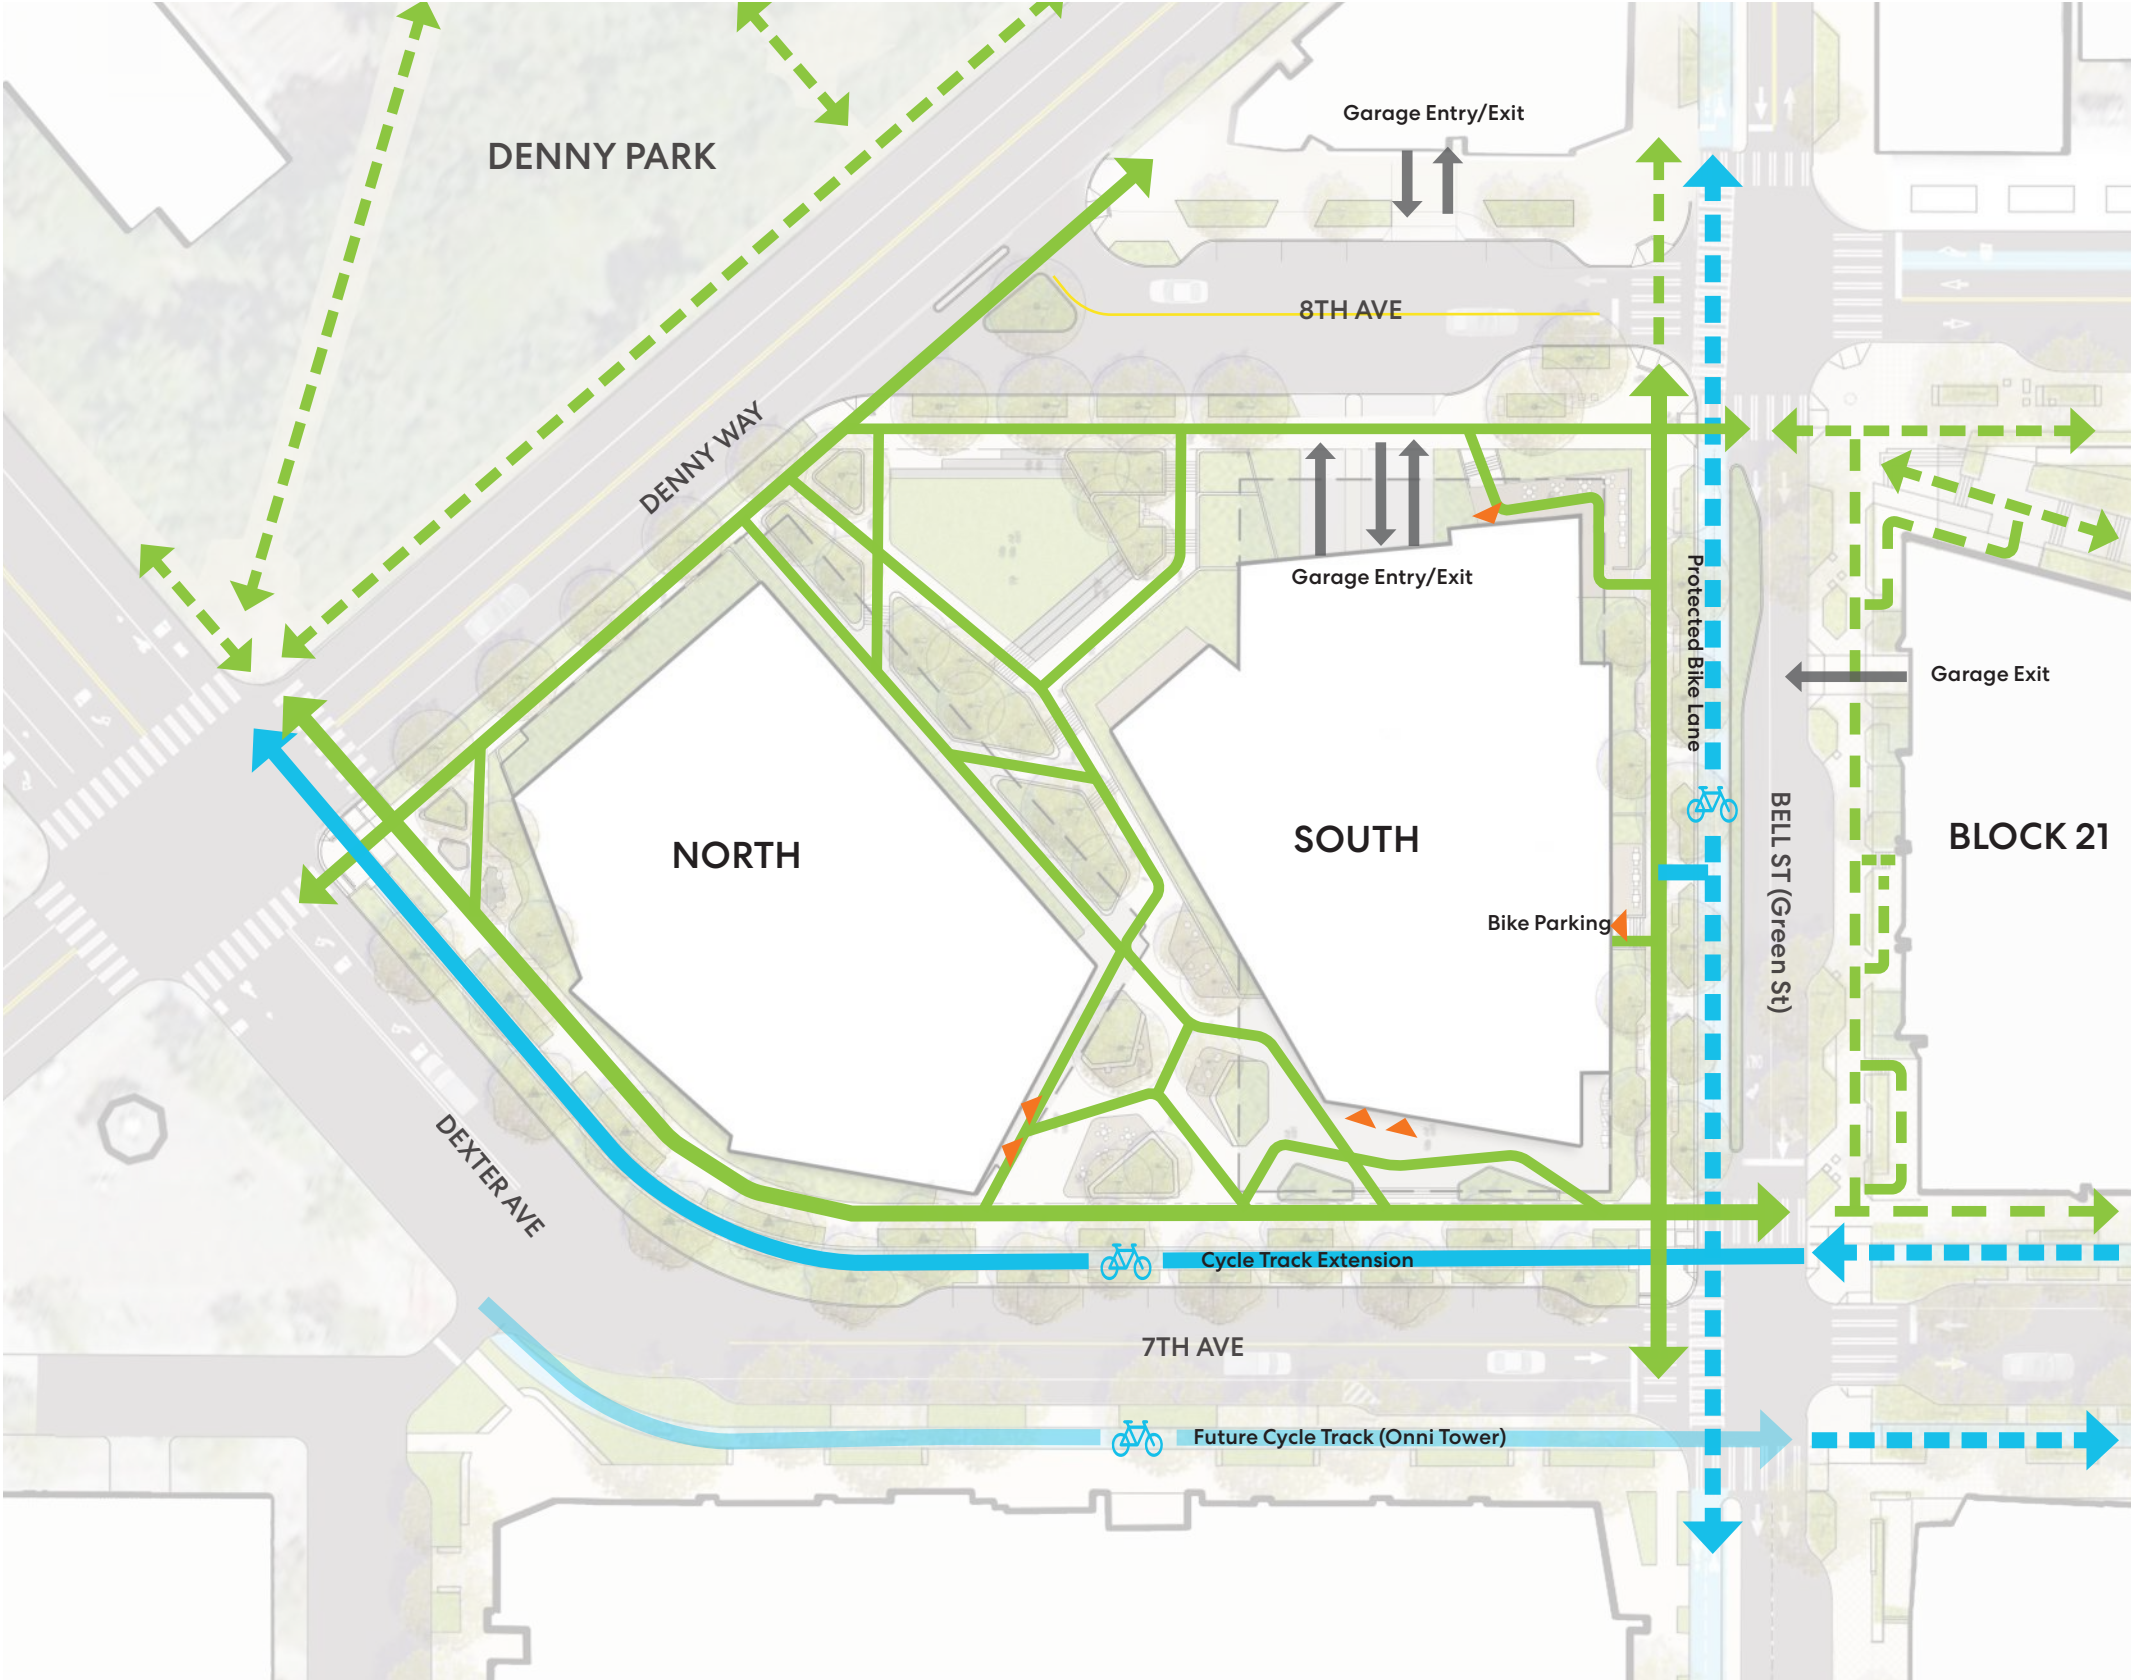 Garage Entry/Exit
DENNY PARK
8TH AVE
DENNY WAY
Garage Entry/Exit
Protected Bike Lane
Garage Exit
NORTH
SOUTH
BELL ST (Green St)
BLOCK 21
Bike Parking
DEXTER AVE
Cycle Track Extension
7TH AVE
Future Cycle Track (Onni Tower)